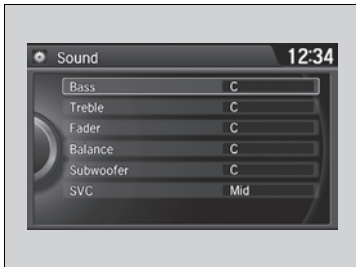 Sound 12:34
Bass C
Treble C
Fader C
Balance C
Subwoofer C
SVC Mid